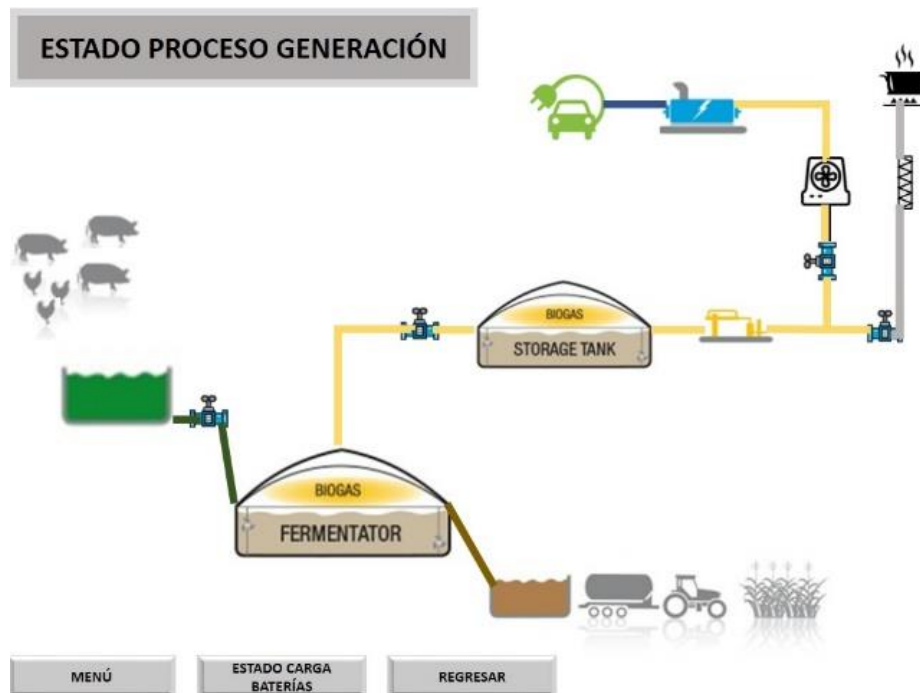 ESTADO PROCESO GENERACIÓN
BIOGAS
STORAGE TANK
BIOGAS
FERMENTATOR
MENÚ
ESTADO CARGA
BATERÍAS
REGRESAR